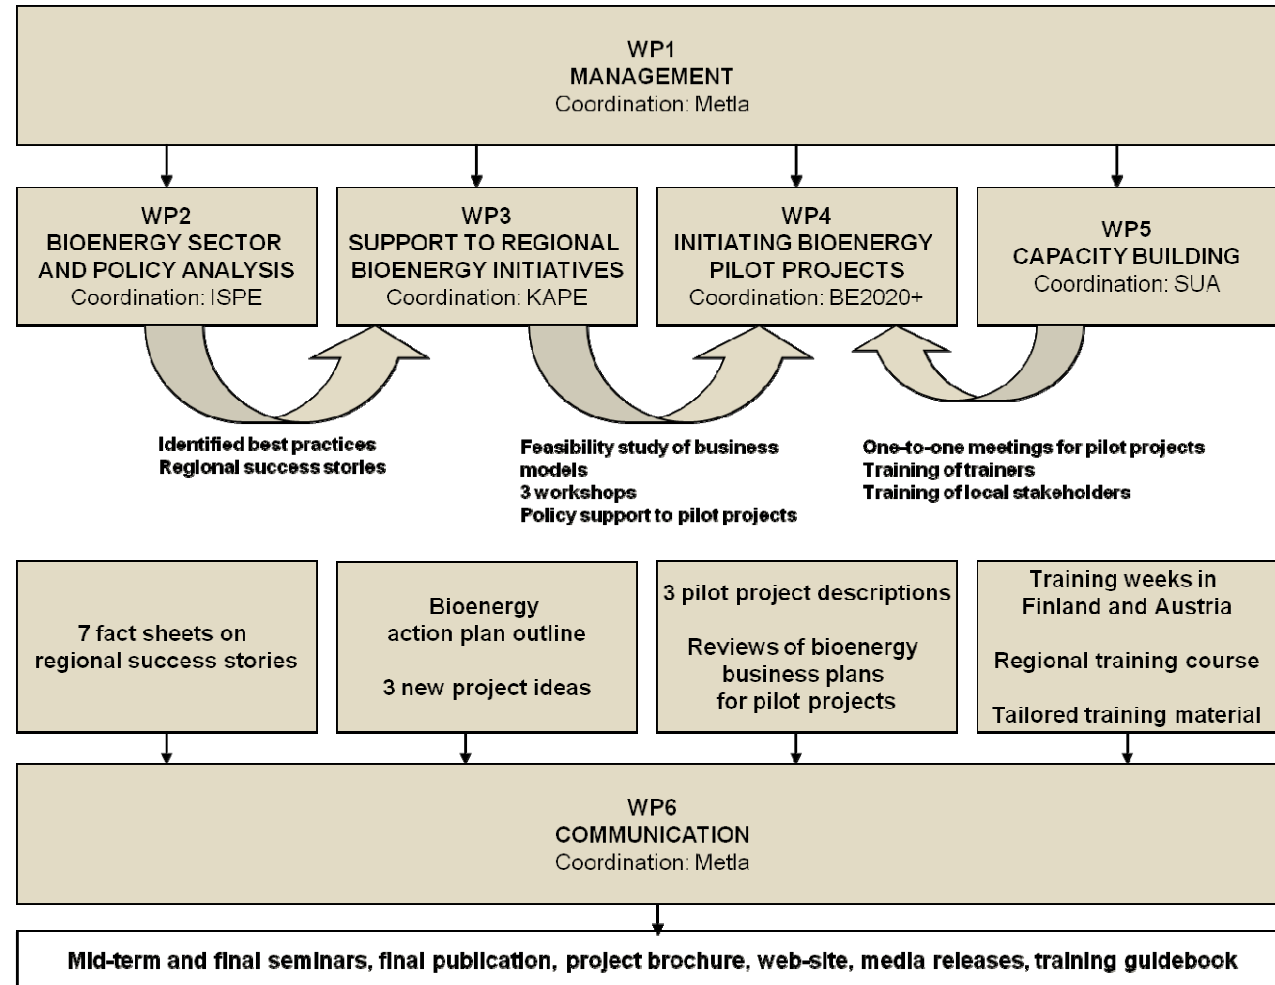 WP1
MANAGEMENT
Coordination: Metla
WP2
BIOENERGY SECTOR
AND POLICY ANALYSIS
Coordination: ISPE
WP3
SUPPORT TO REGIONAL
BIOENERGY INITIATIVES
Coordination: KAPE
WP4
INITIATING BIOENERGY
PILOT PROJECTS
Coordination: BE2020+
WP5
CAPACITY BUILDING
Coordination: SUA
Identified best practices
Regional success stories
Feasibility study of business
models
3 workshops
Policy support to pilot projects
One-to-one meetings for pilot projects
Training of trainers
Training of local stakeholders
7 fact sheets on
regional success stories
Bioenergy
action plan outline
3 new project ideas
3 pilot project descriptions
Reviews of bioenergy
business plans
for pilot projects
Training weeks in
Finland and Austria
Regional training course
Tailored training material
WP6
COMMUNICATION
Coordination: Metla
Mid-term and final seminars, final publication, project brochure, web-site, media releases, training guidebook